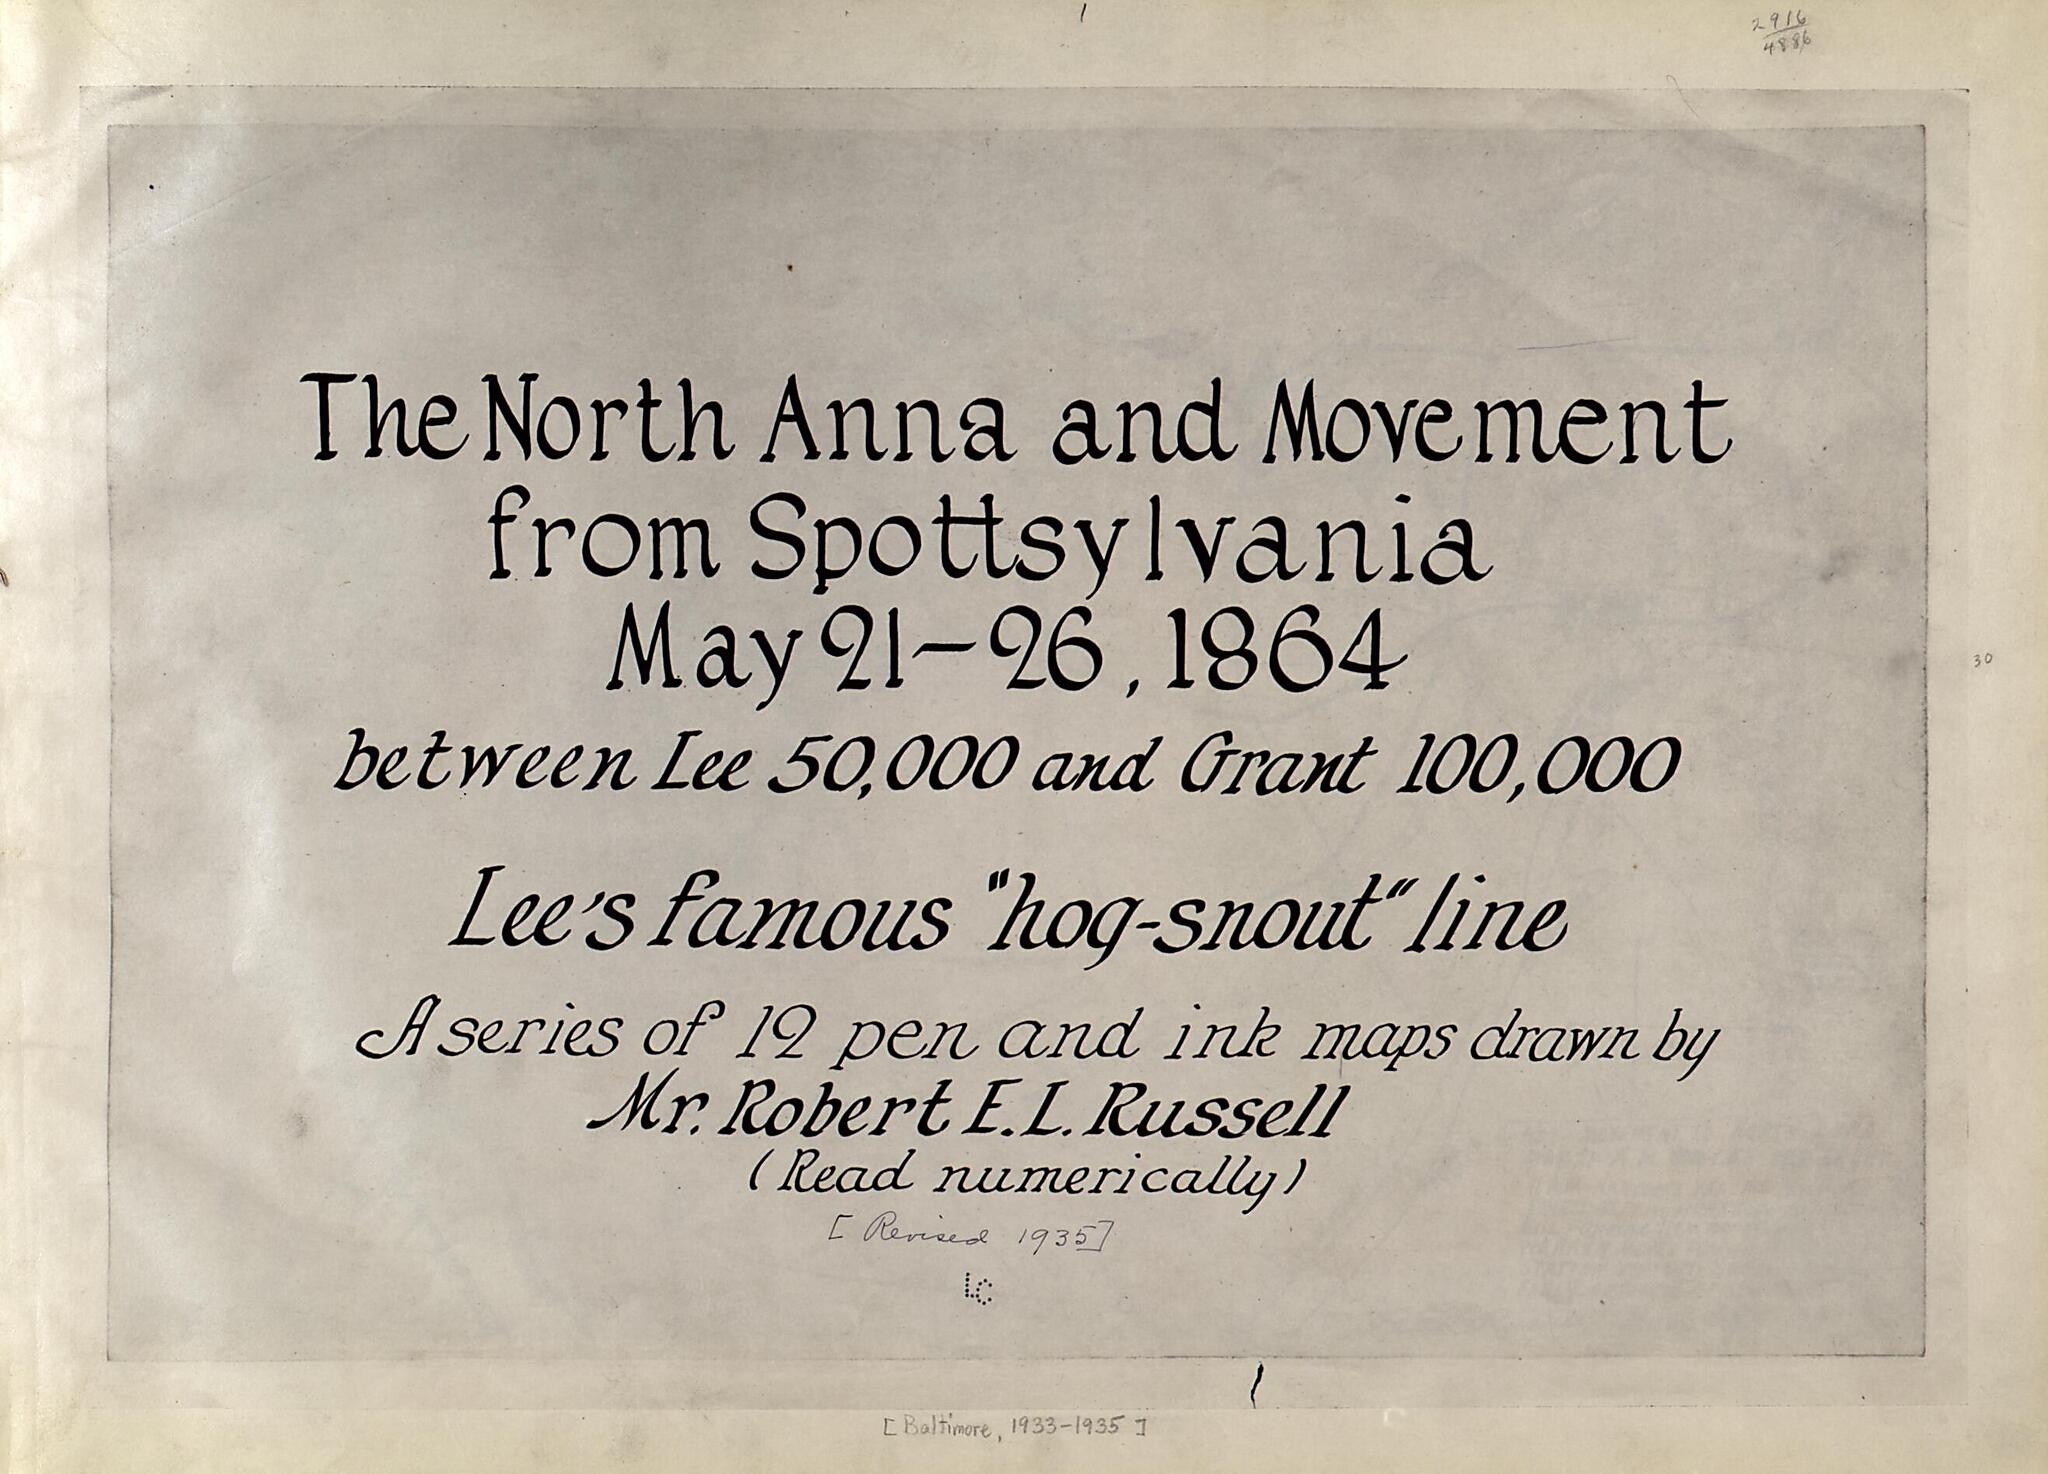 2916
4886
The North Anna and Movement
from Spottsylvania
May 21–26, 1864
between Lee 50,000 and Grant 100,000
Lee's famous "hog-snout" line
A series of 12 pen and ink maps drawn by
Mr. Robert E. L. Russell
(Read numerically)
[Revised 1935]
LC
[Baltimore, 1933–1935]
30